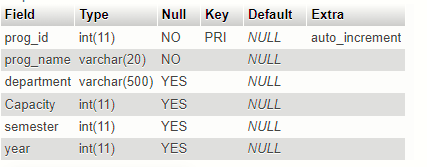 Field Type Null Key Default Extra
prog_id int(11) NO PRI NULL auto_increment
prog_name varchar(20) NO NULL
department varchar(500) YES NULL
Capacity int(11) YES NULL
semester int(11) YES NULL
year int(11) YES NULL